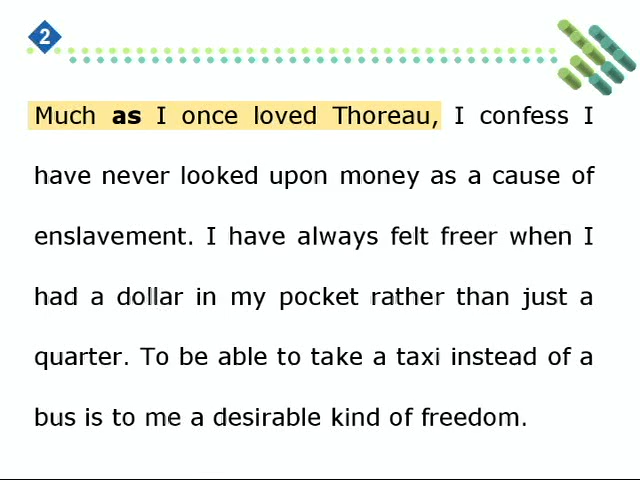 2
Much as I once loved Thoreau, I confess I
have never looked upon money as a cause of
enslavement. I have always felt freer when I
had a dollar in my pocket rather than just a
quarter. To be able to take a taxi instead of a
bus is to me a desirable kind of freedom.